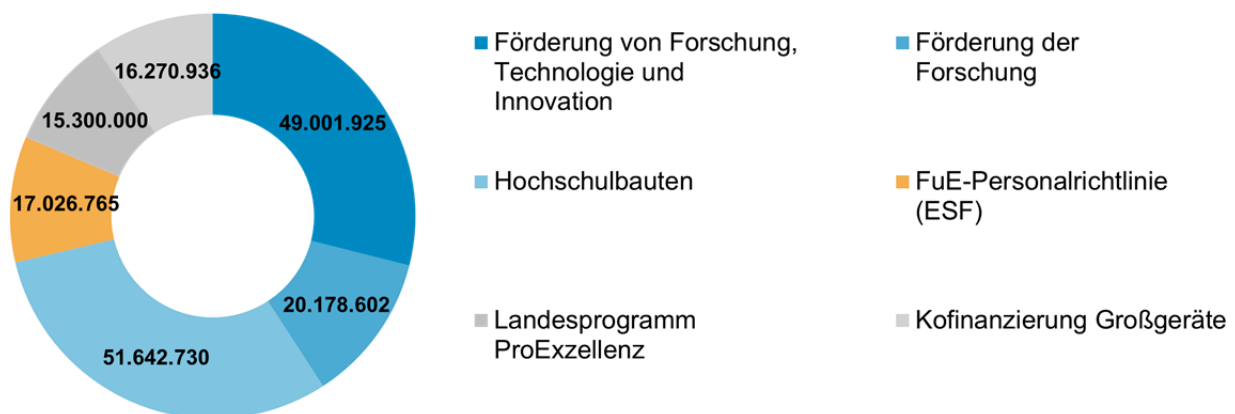 16.270.936
15.300.000
49.001.925
17.026.765
20.178.602
51.642.730
Förderung von Forschung,
Technologie und
Innovation
Förderung der
Forschung
Hochschulbauten
FuE-Personalrichtlinie
(ESF)
Landesprogramm
ProExzellenz
Kofinanzierung Großgeräte